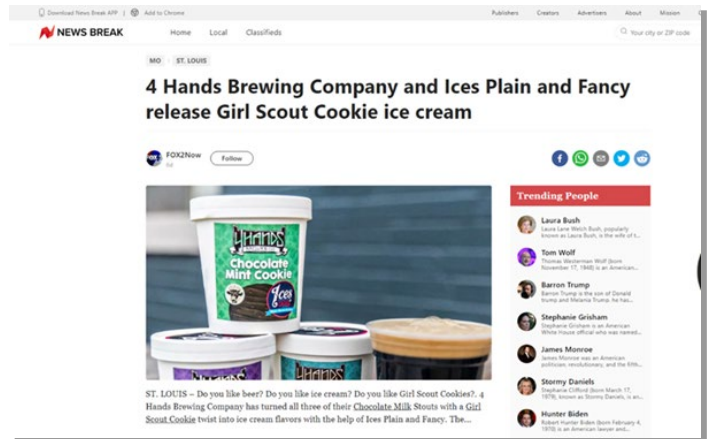 Download News Break APP | Add to Chrome
Publishers Creators Advertisers About Mission
NEWS BREAK
Home Local Classifieds
Your city or ZIP code
MO ST. LOUIS
4 Hands Brewing Company and Ices Plain and Fancy
release Girl Scout Cookie ice cream
FOX2Now
Follow
4HANDS
Chocolate
Mint Cookie
Ices
4HANDS
Trending People
Laura Bush
Laura Lane Welch Bush, popularly
known as Laura Bush, is the wife of t...
Tom Wolf
Thomas Westerman Wolf (born
November 17, 1948) is an American...
Barron Trump
Barron Trump is the son of Donald
trump and Melania Trump. he has...
Stephanie Grisham
Stephanie Grisham is an American
White House official who was named...
James Monroe
James Monroe was an American
politician, revolutionary, and the fifth...
Stormy Daniels
Stephanie Clifford (born March 17,
1979), known as Stormy Daniels, is an...
Hunter Biden
Robert Hunter Biden (born February 4,
1970) is an American lawyer and...
ST. LOUIS – Do you like beer? Do you like ice cream? Do you like Girl Scout Cookies?. 4
Hands Brewing Company has turned all three of their Chocolate Milk Stouts with a Girl
Scout Cookie twist into ice cream flavors with the help of Ices Plain and Fancy. The...